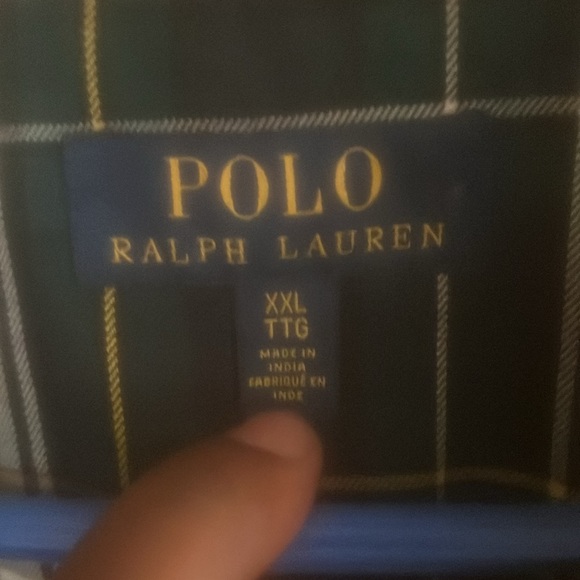 POLO
RALPH LAUREN
XXL
TTG
MADE IN
INDIA
FABRIQUÉ EN
INDE